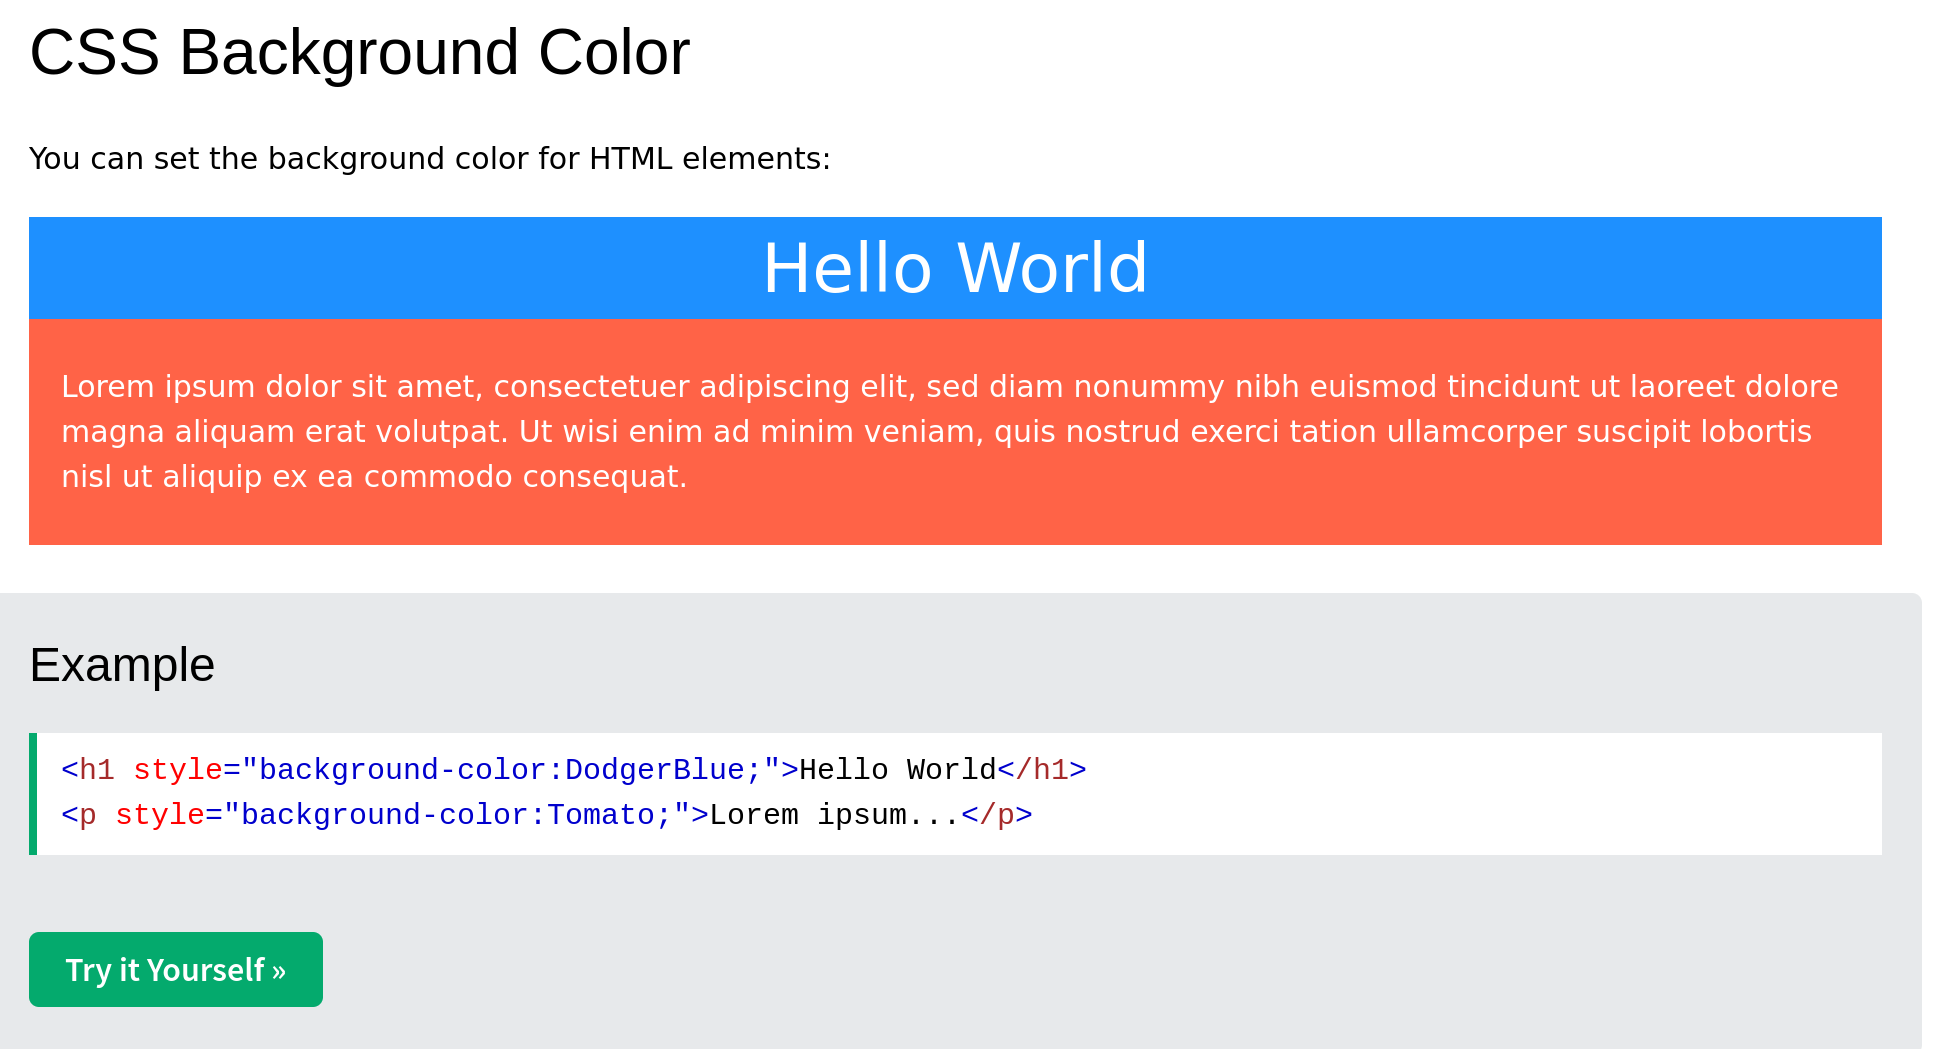 CSS Background Color
You can set the background color for HTML elements:
Hello World
Lorem ipsum dolor sit amet, consectetuer adipiscing elit, sed diam nonummy nibh euismod tincidunt ut laoreet dolore
magna aliquam erat volutpat. Ut wisi enim ad minim veniam, quis nostrud exerci tation ullamcorper suscipit lobortis
nisl ut aliquip ex ea commodo consequat.
Example
<h1 style="background-color:DodgerBlue;">Hello World</h1>
<p style="background-color:Tomato;">Lorem ipsum...</p>
Try it Yourself »